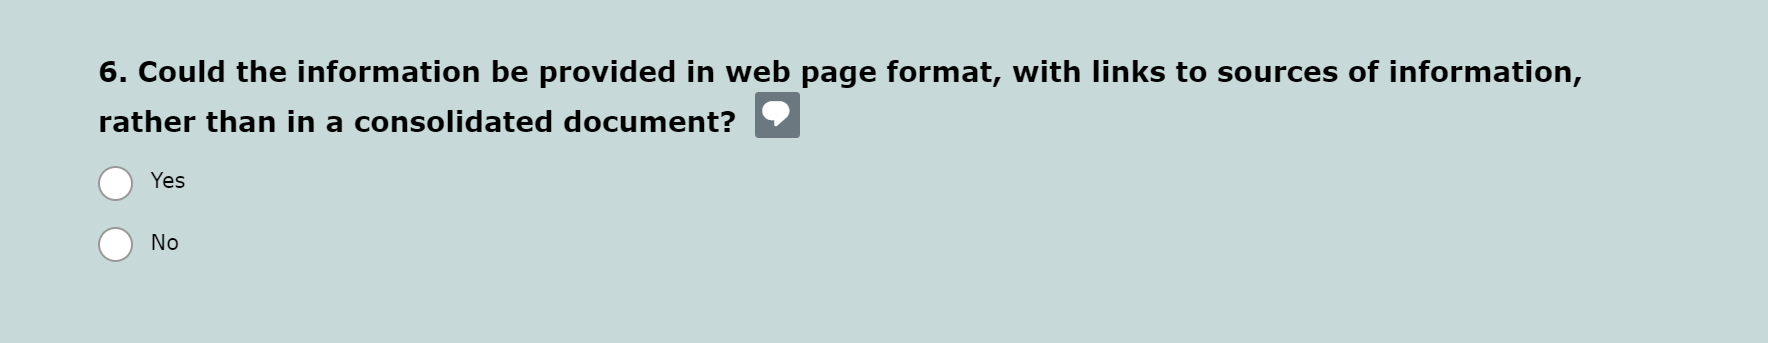 6. Could the information be provided in web page format, with links to sources of information,
rather than in a consolidated document?
Yes
No